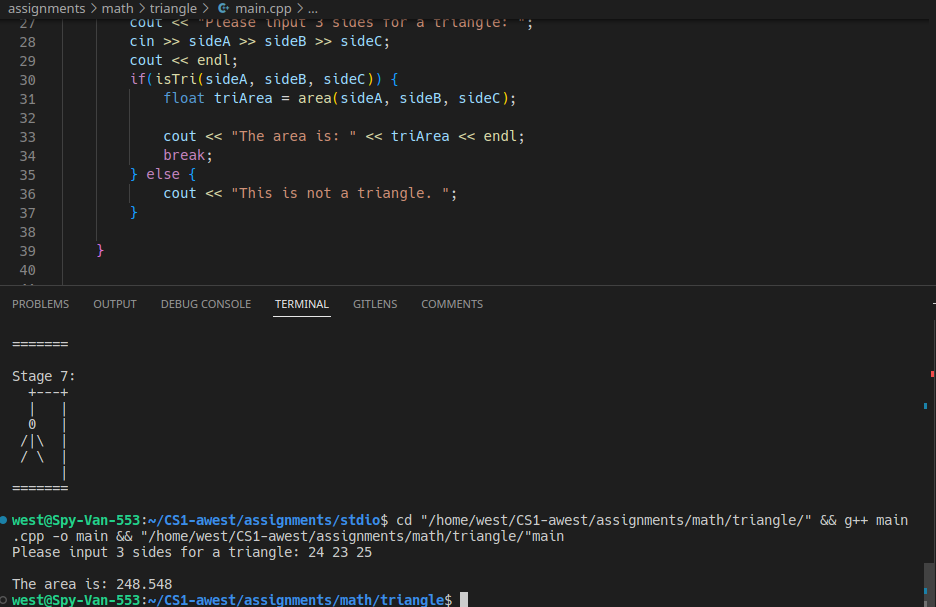 assignments > math > triangle > main.cpp > ...
27 cout << "Please input 3 sides for a triangle: ";
28 cin >> sideA >> sideB >> sideC;
29 cout << endl;
30 if(isTri(sideA, sideB, sideC)) {
31 float triArea = area(sideA, sideB, sideC);
32
33 cout << "The area is: " << triArea << endl;
34 break;
35 } else {
36 cout << "This is not a triangle. ";
37 }
38
39 }
40
PROBLEMS OUTPUT DEBUG CONSOLE TERMINAL GITLENS COMMENTS
=======
Stage 7:
  +---+
  |   |
  0   |
 /|\  |
 / \  |
      |
=======
west@Spy-Van-553:~/CS1-awest/assignments/stdio$ cd "/home/west/CS1-awest/assignments/math/triangle/" && g++ main
.cpp -o main && "/home/west/CS1-awest/assignments/math/triangle/"main
Please input 3 sides for a triangle: 24 23 25
The area is: 248.548
west@Spy-Van-553:~/CS1-awest/assignments/math/triangle$